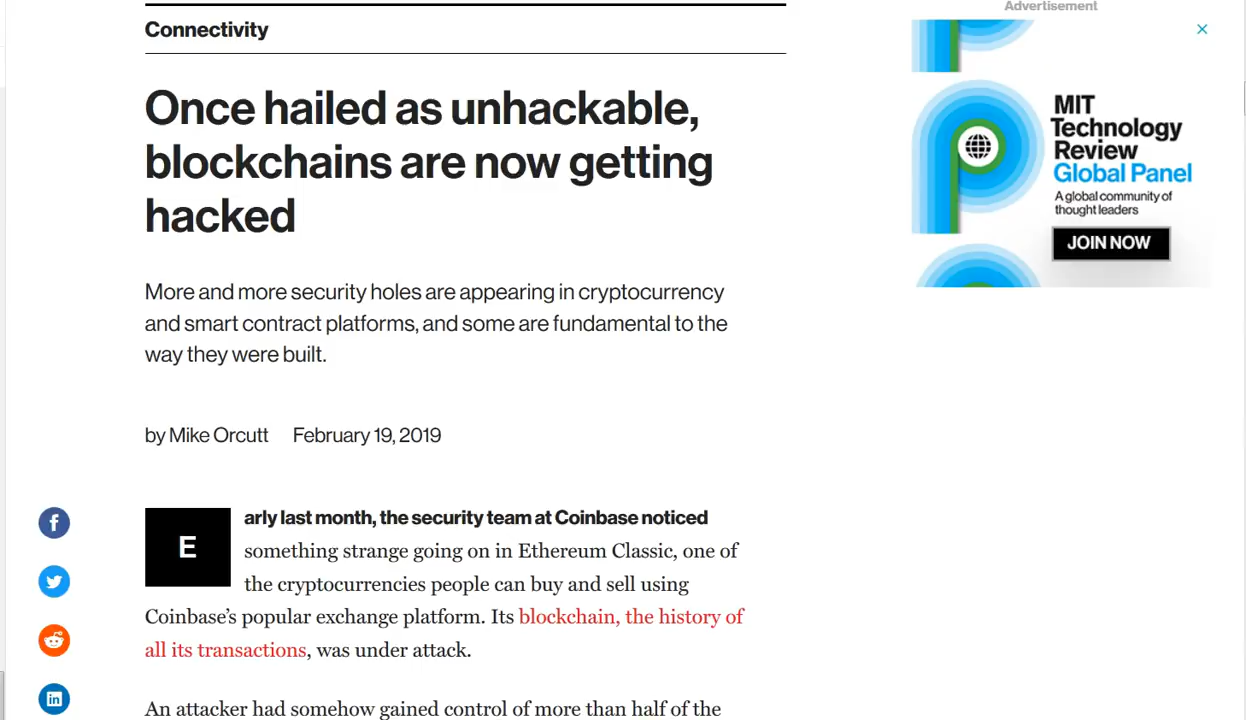 Advertisement
Connectivity
Once hailed as unhackable,
blockchains are now getting
hacked
More and more security holes are appearing in cryptocurrency
and smart contract platforms, and some are fundamental to the
way they were built.
by Mike Orcutt February 19, 2019
Early last month, the security team at Coinbase noticed
something strange going on in Ethereum Classic, one of
the cryptocurrencies people can buy and sell using
Coinbase's popular exchange platform. Its blockchain, the history of
all its transactions, was under attack.
An attacker had somehow gained control of more than half of the
MIT
Technology
Review
Global Panel
A global community of
thought leaders
JOIN NOW